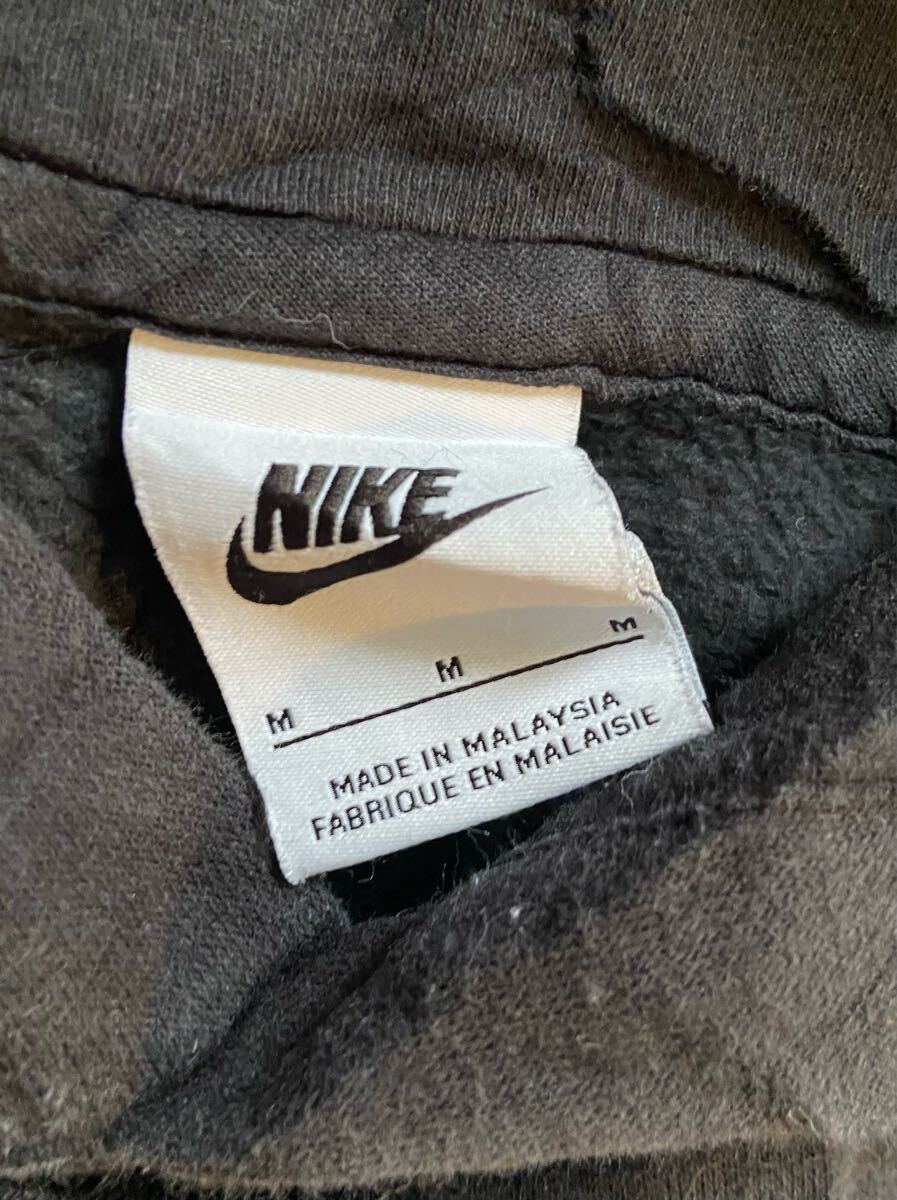 NIKE
M M M
MADE IN MALAYSIA
FABRIQUE EN MALAISIE